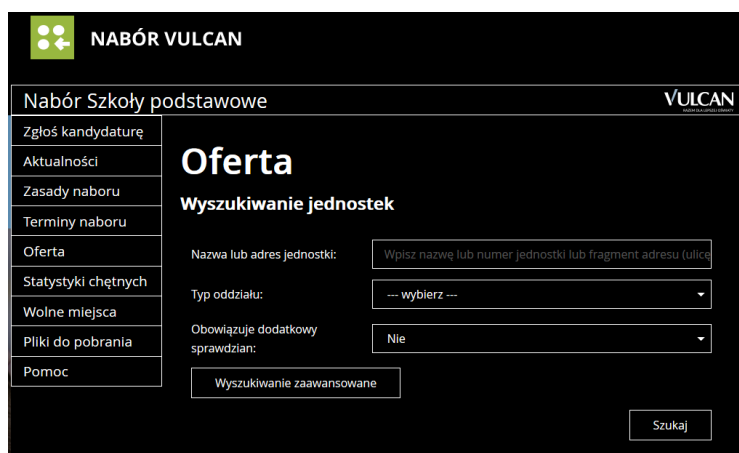 NABÓR VULCAN
Nabór Szkoły podstawowe
VULCAN
Zgłoś kandydaturę
Aktualności
Zasady naboru
Terminy naboru
Oferta
Statystyki chętnych
Wolne miejsca
Pliki do pobrania
Pomoc
Oferta
Wyszukiwanie jednostek
Nazwa lub adres jednostki:
Wpisz nazwę lub numer jednostki lub fragment adresu (ulicę
Typ oddziału:
--- wybierz ---
Obowiązuje dodatkowy
sprawdzian:
Nie
Wyszukiwanie zaawansowane
Szukaj